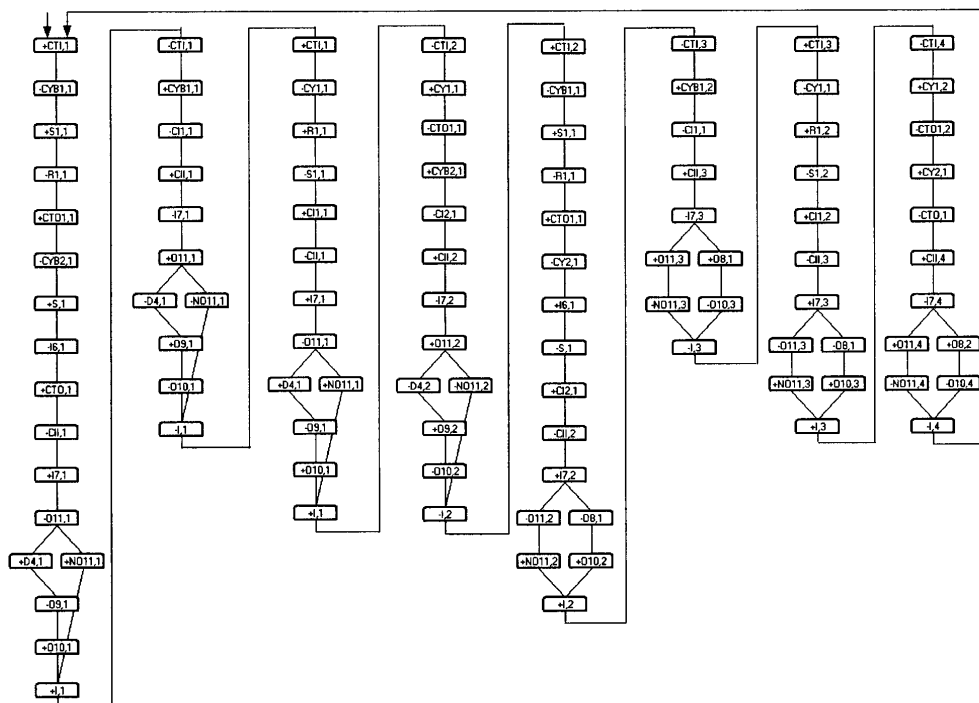 +CTI,1
-CYB1,1
+S1,1
-R1,1
+CTO1,1
-CYB2,1
+S,1
-I6,1
+CTO,1
-CII,1
+I7,1
-O11,1
+D4,1
+NO11,1
-O9,1
+O10,1
+I,1
-CTI,1
+CYB1,1
-CI1,1
+CII,1
-I7,1
+O11,1
-D4,1
-NO11,1
+O9,1
-O10,1
-I,1
+CTI,1
-CY1,1
+R1,1
-S1,1
+CI1,1
-CII,1
+I7,1
-O11,1
+D4,1
+NO11,1
-O9,1
+O10,1
+I,1
-CTI,2
+CY1,1
-CTO1,1
+CYB2,1
-CI2,1
+CII,2
-I7,2
+O11,2
-D4,2
-NO11,2
+O9,2
-O10,2
-I,2
+CTI,2
-CYB1,1
+S1,1
-R1,1
+CTO1,1
-CY2,1
+I6,1
-S,1
+CI2,1
-CII,2
+I7,2
-O11,2
-D8,1
+NO11,2
+O10,2
+I,2
-CTI,3
+CYB1,2
-CI1,1
+CII,3
-I7,3
+O11,3
+D8,1
-NO11,3
-O10,3
-I,3
+CTI,3
-CY1,1
+R1,2
-S1,2
+CI1,2
-CII,3
+I7,3
-O11,3
-D8,1
+NO11,3
+O10,3
+I,3
-CTI,4
+CY1,2
-CTO1,2
+CY2,1
-CTO,1
+CII,4
-I7,4
+O11,4
+D8,2
-NO11,4
-O10,4
-I,4